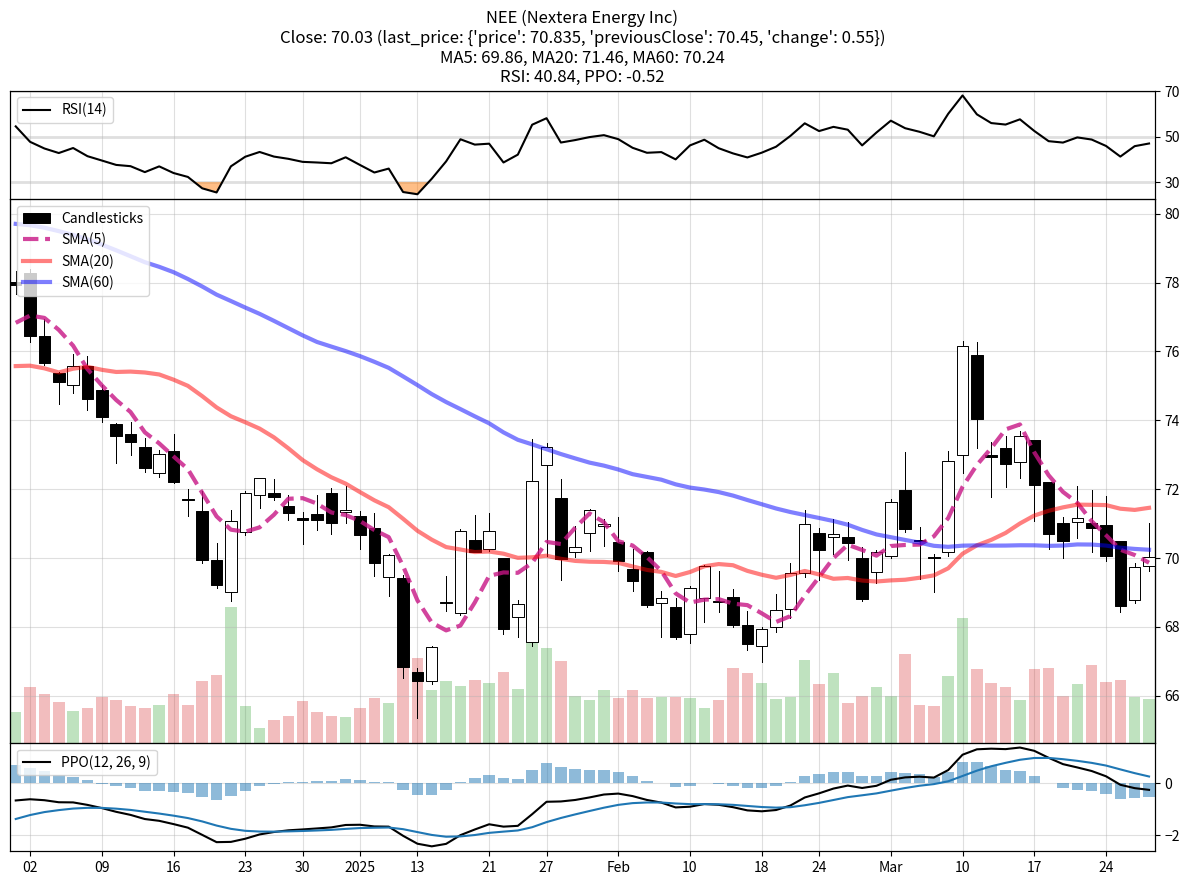 NEE (Nextera Energy Inc)
Close: 70.03 (last_price: {'price': 70.835, 'previousClose': 70.45, 'change': 0.55})
MA5: 69.86, MA20: 71.46, MA60: 70.24
RSI: 40.84, PPO: -0.52
RSI(14)
70
50
30
Candlesticks
SMA(5)
SMA(20)
SMA(60)
80
78
76
74
72
70
68
66
PPO(12, 26, 9)
0
−2
02 09 16 23 30 2025 13 21 27 Feb 10 18 24 Mar 10 17 24